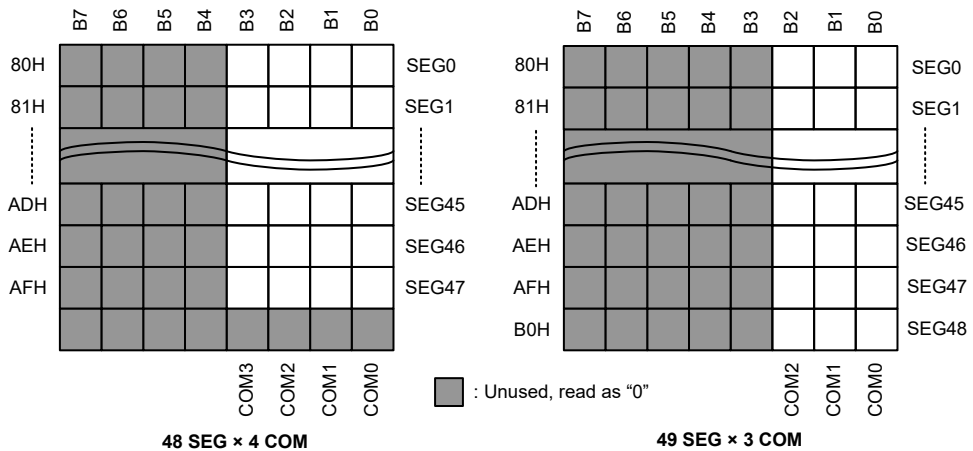 B7 B6 B5 B4 B3 B2 B1 B0
80H SEG0
81H SEG1
ADH SEG45
AEH SEG46
AFH SEG47
COM3 COM2 COM1 COM0
48 SEG × 4 COM
B7 B6 B5 B4 B3 B2 B1 B0
80H SEG0
81H SEG1
ADH SEG45
AEH SEG46
AFH SEG47
B0H SEG48
COM2 COM1 COM0
49 SEG × 3 COM
: Unused, read as “0”